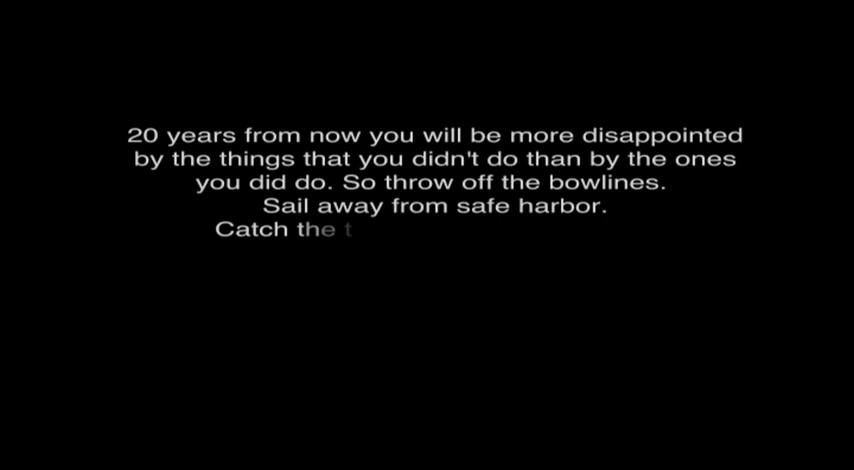 20 years from now you will be more disappointed
by the things that you didn't do than by the ones
you did do. So throw off the bowlines.
Sail away from safe harbor.
Catch the t